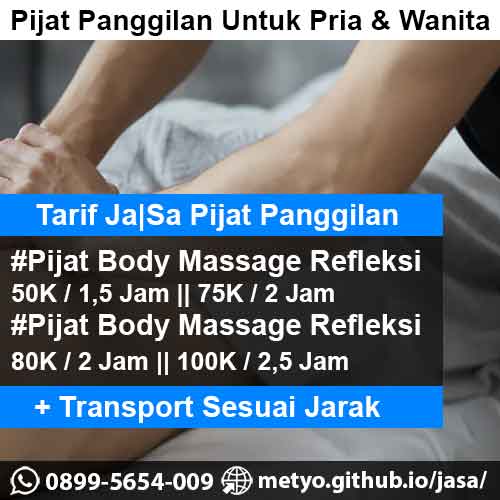 Pijat Panggilan Untuk Pria & Wanita
Tarif Ja|Sa Pijat Panggilan
#Pijat Body Massage Refleksi
50K / 1,5 Jam || 75K / 2 Jam
#Pijat Body Massage Refleksi
80K / 2 Jam || 100K / 2,5 Jam
+ Transport Sesuai Jarak
0899-5654-009 metyo.github.io/jasa/